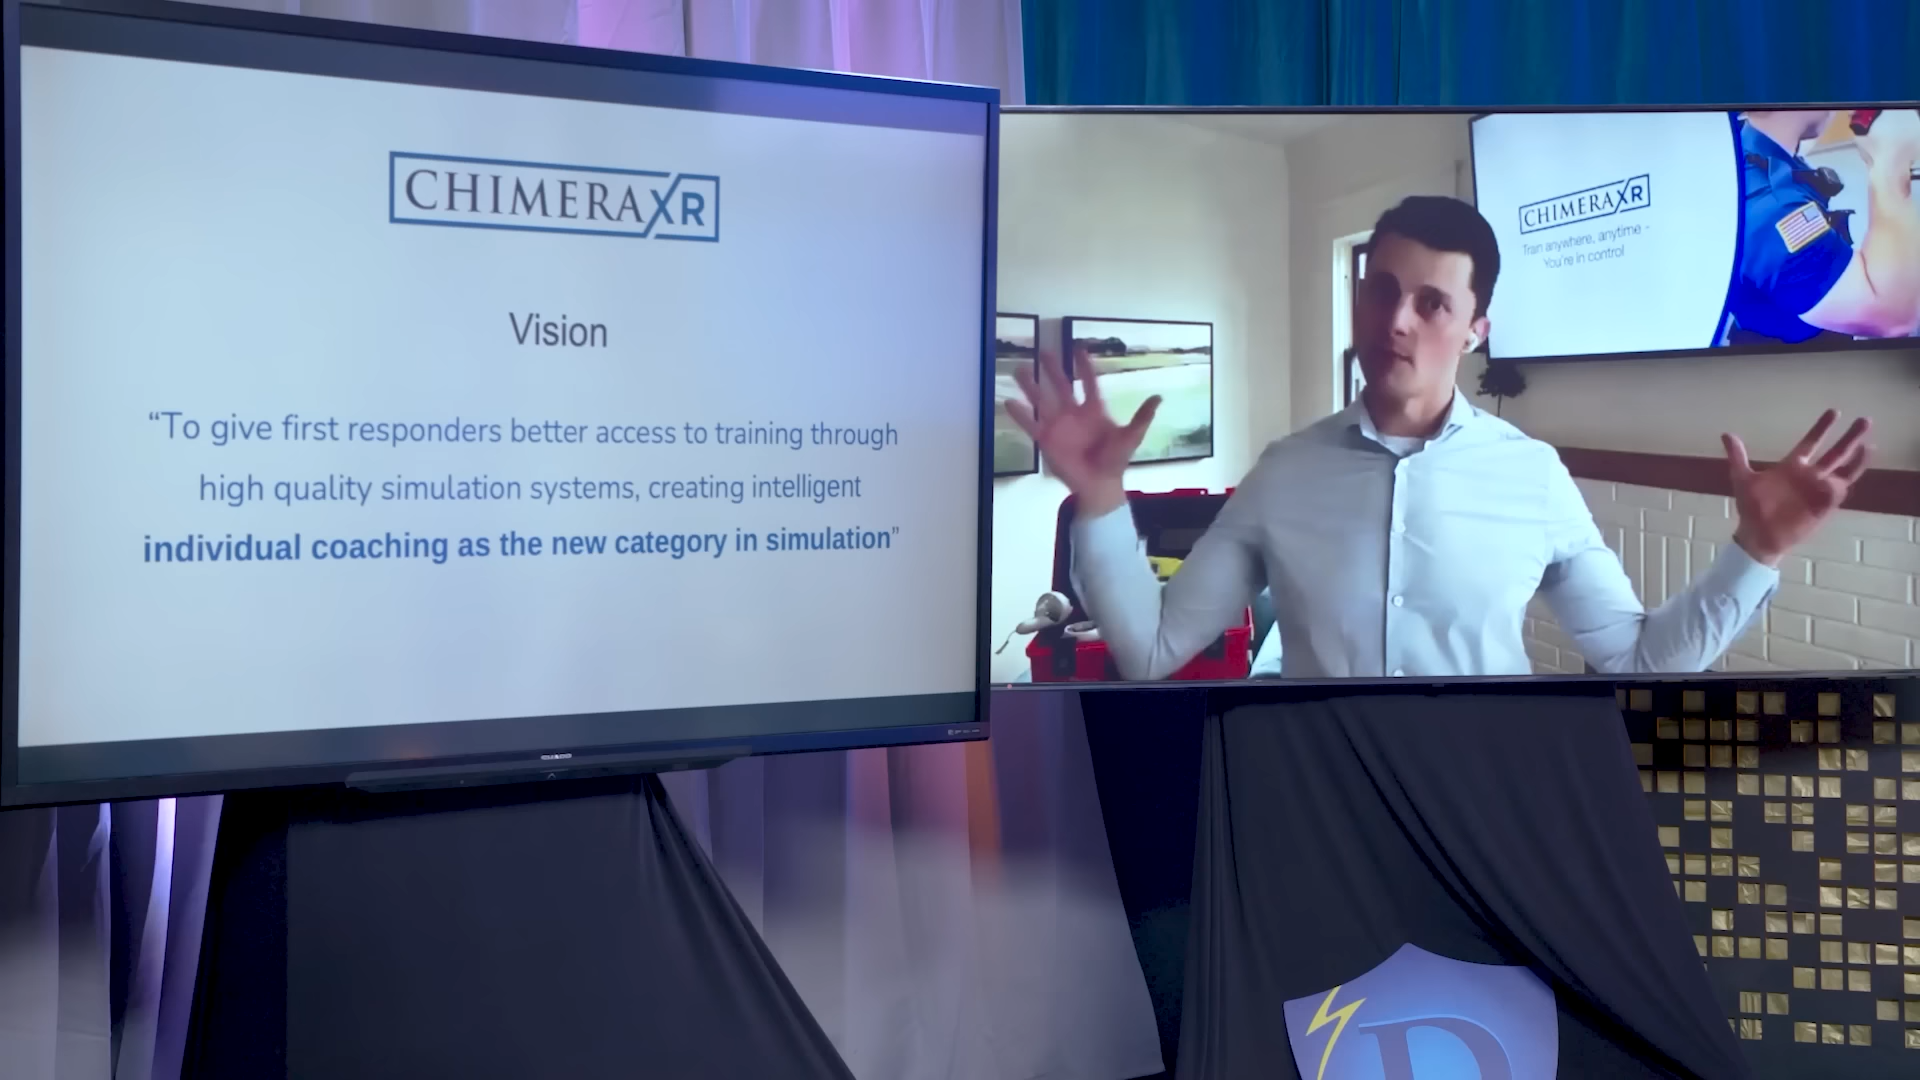 CHIMERAXR
Vision
“To give first responders better access to training through
high quality simulation systems, creating intelligent
individual coaching as the new category in simulation”
CHIMERAXR
Train anywhere, anytime -
You're in control
D